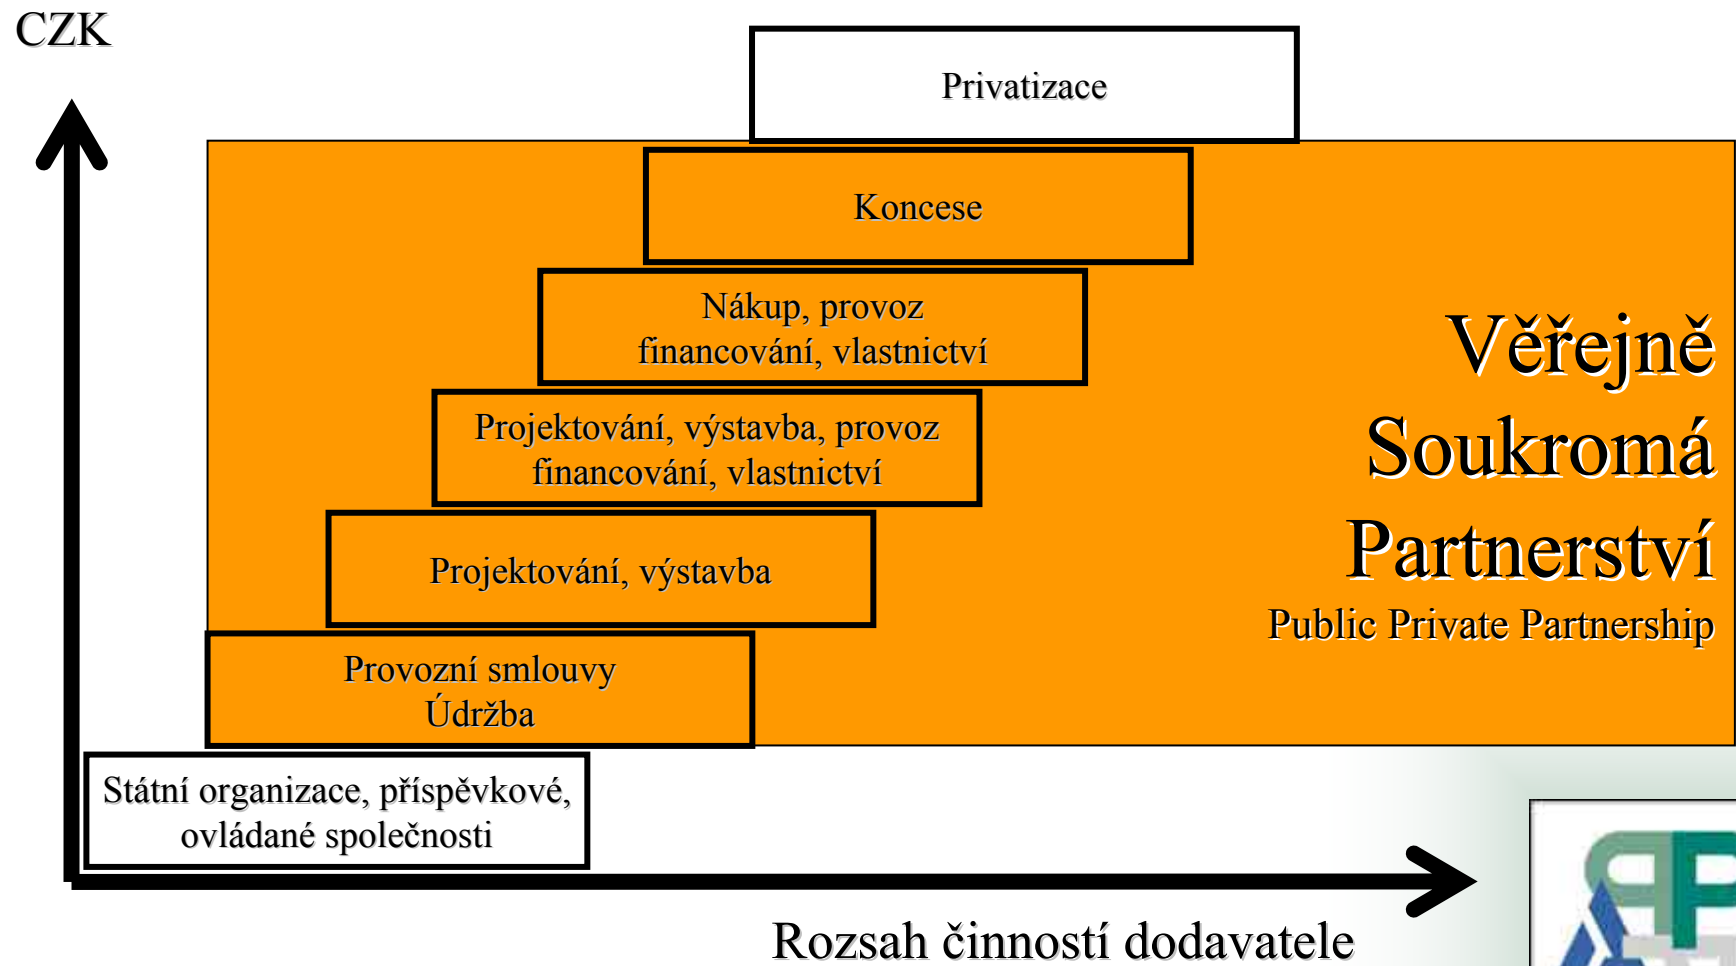 CZK
Privatizace
Koncese
Nákup, provoz
financování, vlastnictví
Projektování, výstavba, provoz
financování, vlastnictví
Projektování, výstavba
Provozní smlouvy
Údržba
Státní organizace, příspěvkové,
ovládané společnosti
Věřejně
Soukromá
Partnerství
Public Private Partnership
Rozsah činností dodavatele